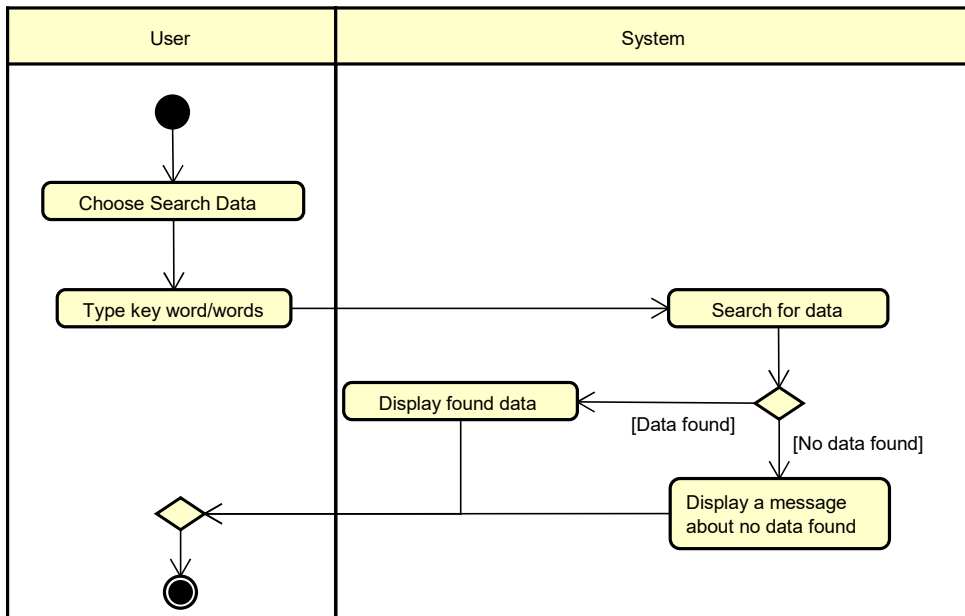 User
System
Choose Search Data
Type key word/words
Search for data
Display found data
[Data found]
[No data found]
Display a message
about no data found